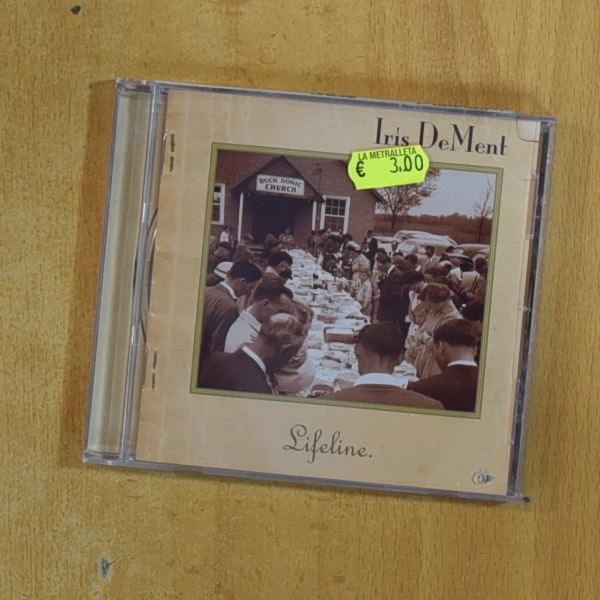 Iris DeMent
LA METRALLETA
€ 3,00
BUCK DONIC
CHURCH
Lifeline.